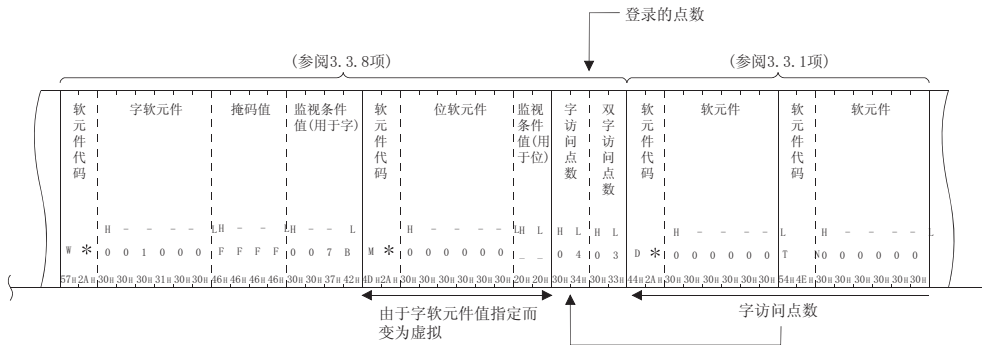 登录的点数
(参阅3.3.8项)
(参阅3.3.1项)
软元件代码
字软元件
掩码值
监视条件值(用于字)
软元件代码
位软元件
监视条件值(用于位)
字访问点数
双字访问点数
软元件代码
软元件
软元件代码
软元件
H - - - L H - - L H - - L H - - - L H L H L H L H - - - L H - - - L
W * 0 0 1 0 0 0 F F F F 0 0 7 B M * 0 0 0 0 0 0 _ _ 0 4 0 3 D * 0 0 0 0 0 0 T N 0 0 0 0 0 0
57H 2AH 30H 30H 31H 30H 30H 30H 46H 46H 46H 46H 30H 30H 37H 42H 4D H 2AH 30H 30H 30H 30H 30H 30H 20H 20H 30H 34H 30H 33H 44H 2AH 30H 30H 30H 30H 30H 30H 54H 4EH 30H 30H 30H 30H 30H 30H
由于字软元件值指定而
变为虚拟
字访问点数